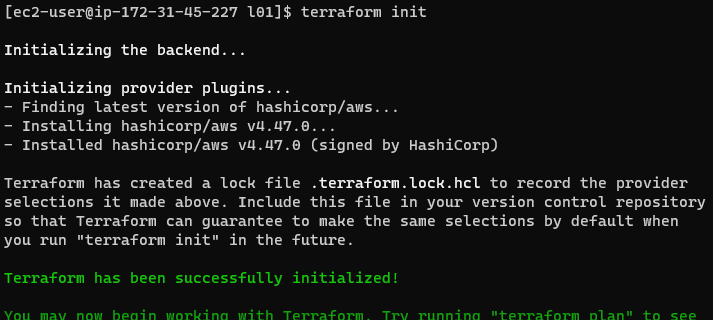 [ec2-user@ip-172-31-45-227 l01]$ terraform init
Initializing the backend...
Initializing provider plugins...
- Finding latest version of hashicorp/aws...
- Installing hashicorp/aws v4.47.0...
- Installed hashicorp/aws v4.47.0 (signed by HashiCorp)
Terraform has created a lock file .terraform.lock.hcl to record the provider
selections it made above. Include this file in your version control repository
so that Terraform can guarantee to make the same selections by default when
you run "terraform init" in the future.
Terraform has been successfully initialized!
You may now begin working with Terraform. Try running "terraform plan" to see